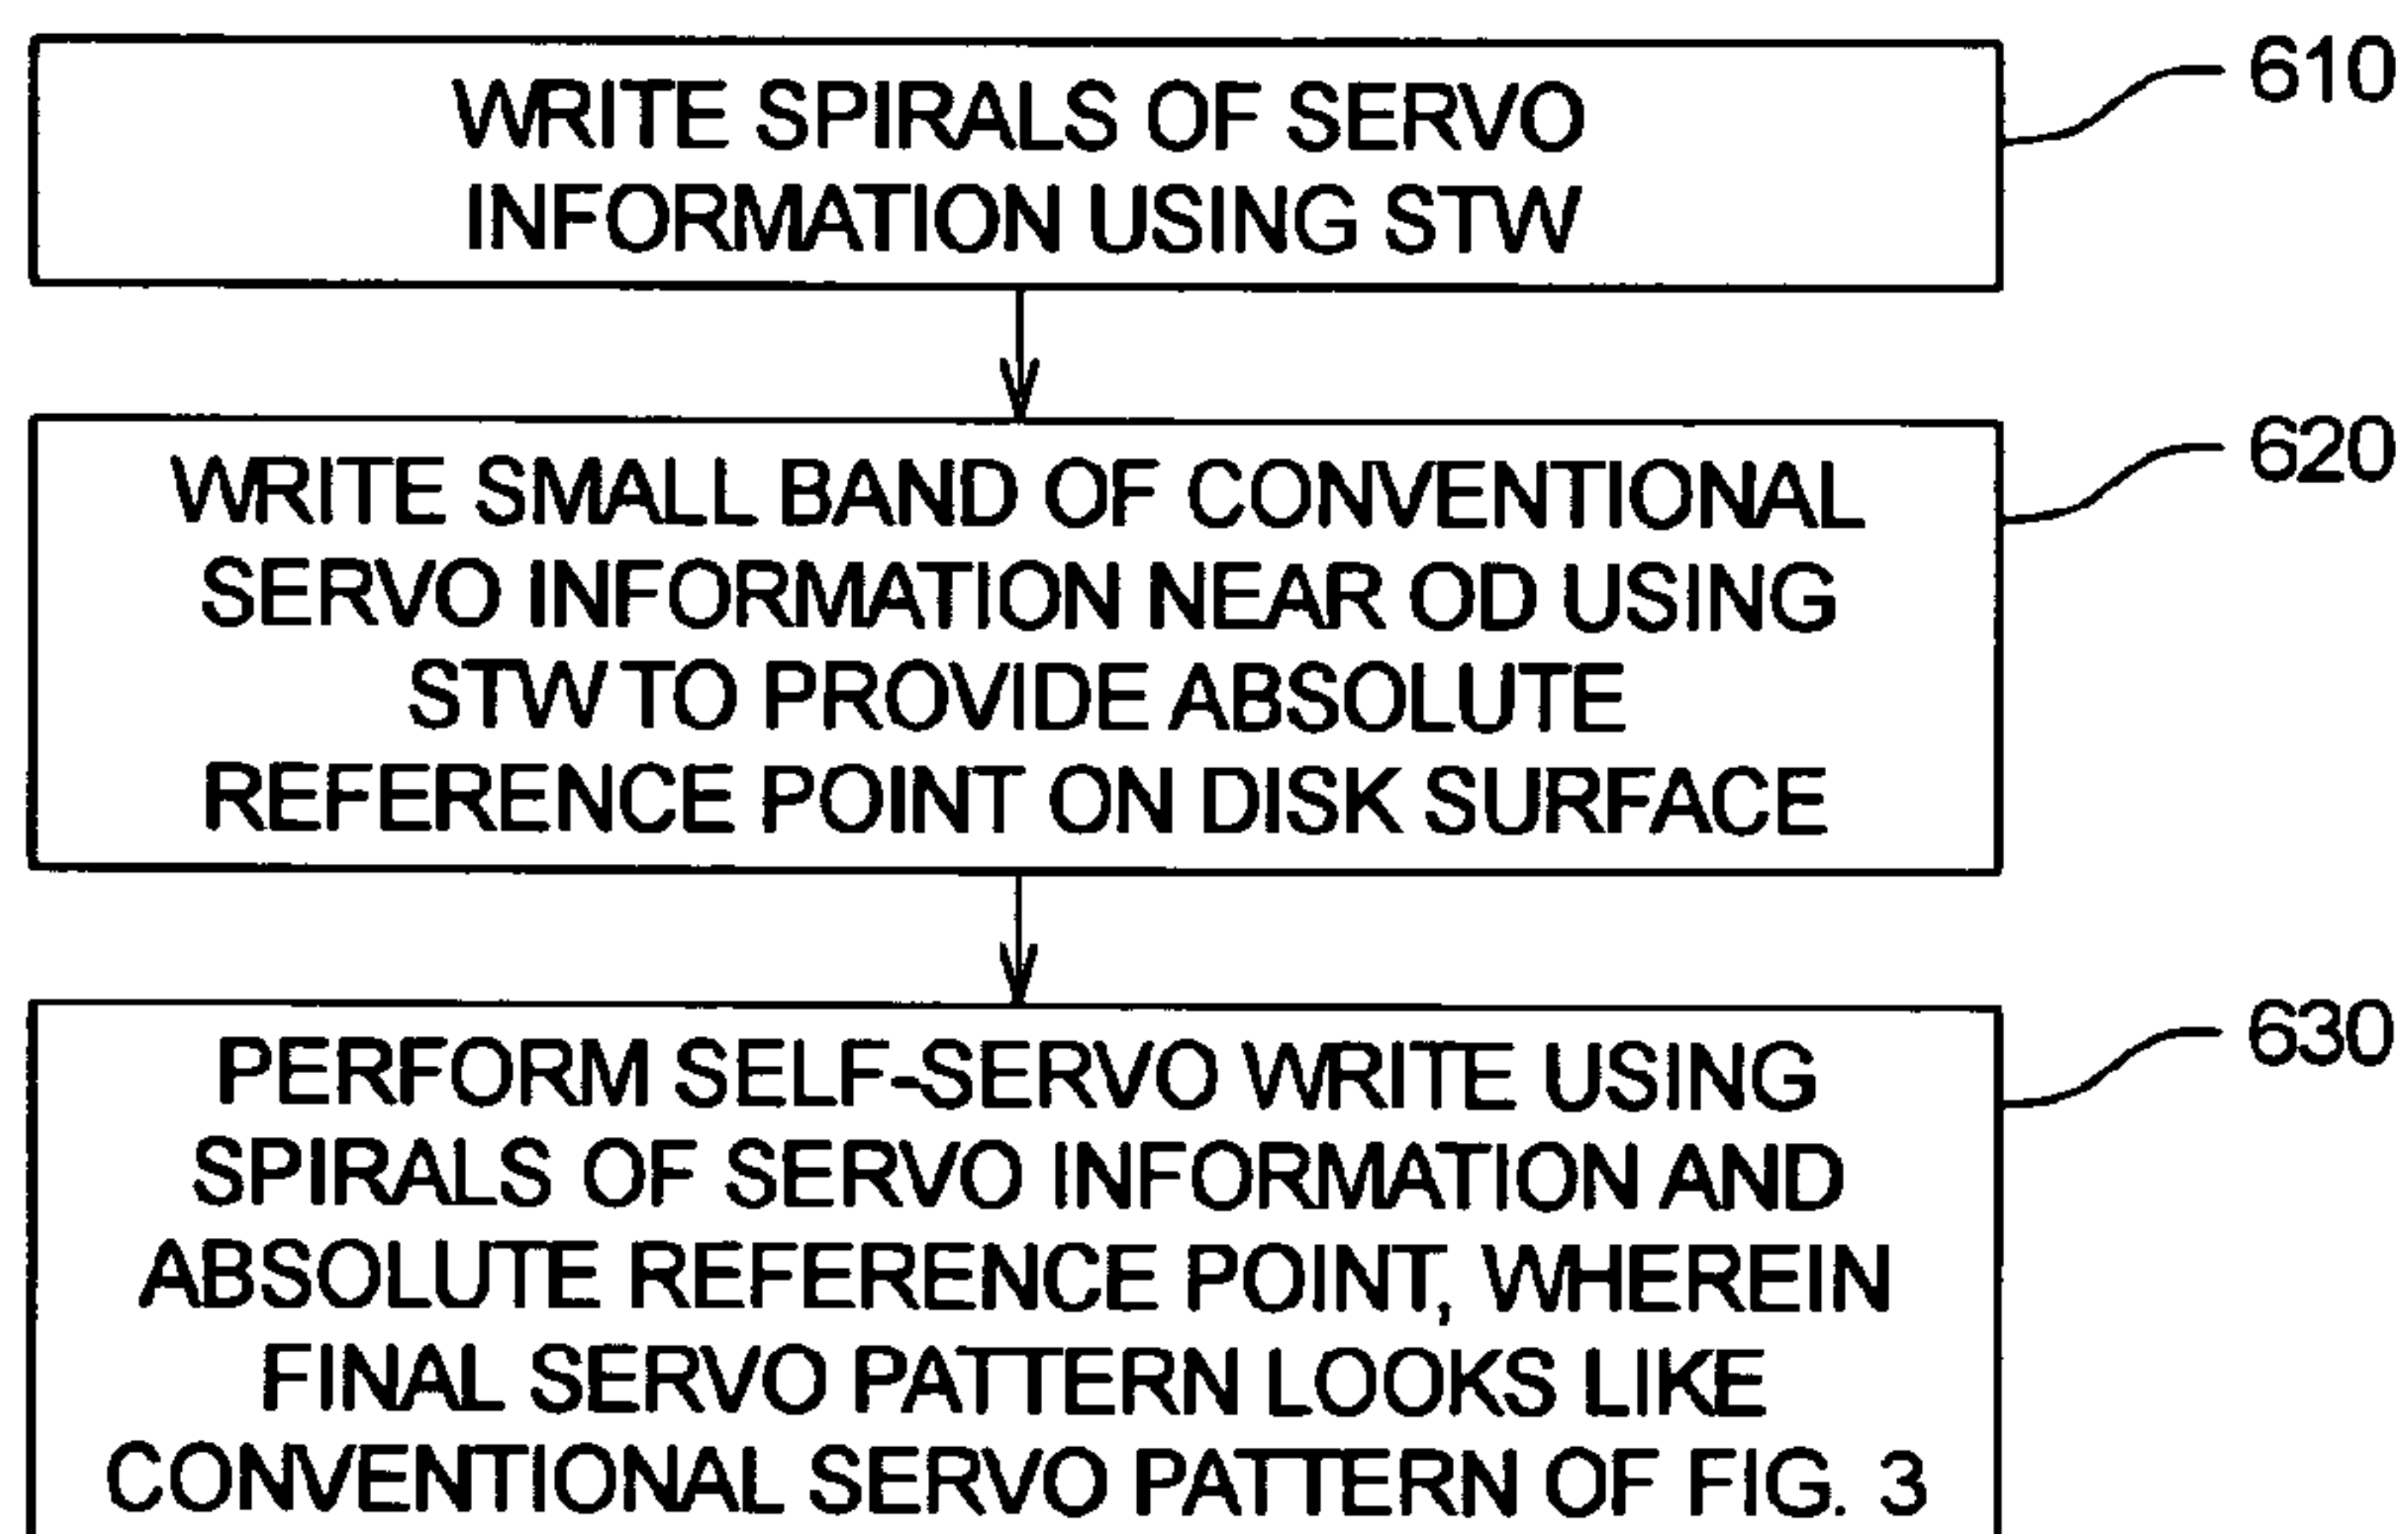 WRITE SPIRALS OF SERVO
INFORMATION USING STW
610
WRITE SMALL BAND OF CONVENTIONAL
SERVO INFORMATION NEAR OD USING
STW TO PROVIDE ABSOLUTE
REFERENCE POINT ON DISK SURFACE
620
PERFORM SELF-SERVO WRITE USING
SPIRALS OF SERVO INFORMATION AND
ABSOLUTE REFERENCE POINT, WHEREIN
FINAL SERVO PATTERN LOOKS LIKE
CONVENTIONAL SERVO PATTERN OF FIG. 3
630